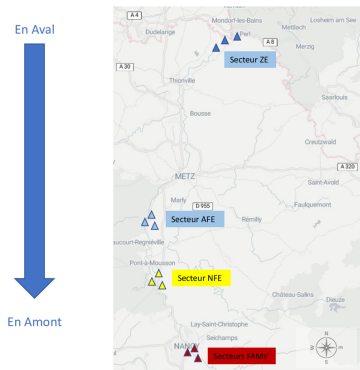 En Aval
En Amont
A 4
Mondorf-les-Bains
Losheim am See
Dudelange
Perl
Mettlach
A 8
Merzig
Secteur ZE
A 30
Thionville
Saarlouis
Bousse
Creutzwald
A 320
METZ
Saint-Avold
Marly
D 955
Faulquemont
Secteur AFE
Rémilly
aucourt-Regniéville
Pont-à-Mousson
Secteur NFE
Château-Salins
Dieuze
Lay-Saint-Christophe
Seichamps
NANCY
Secteurs FAMs
N
S